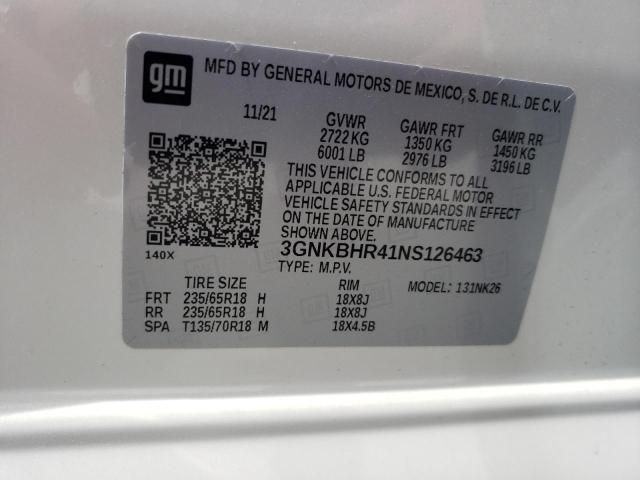 gm
MFD BY GENERAL MOTORS DE MEXICO, S. DE R.L. DE C.V.
11/21 GVWR GAWR FRT GAWR RR
2722 KG 1350 KG 1450 KG
6001 LB 2976 LB 3196 LB
THIS VEHICLE CONFORMS TO ALL
APPLICABLE U.S. FEDERAL MOTOR
VEHICLE SAFETY STANDARDS IN EFFECT
ON THE DATE OF MANUFACTURE
SHOWN ABOVE.
140X
3GNKBHR41NS126463
TYPE: M.P.V.
TIRE SIZE RIM MODEL: 131NK26
FRT 235/65R18 H 18X8J
RR 235/65R18 H 18X8J
SPA T135/70R18 M 18X4.5B